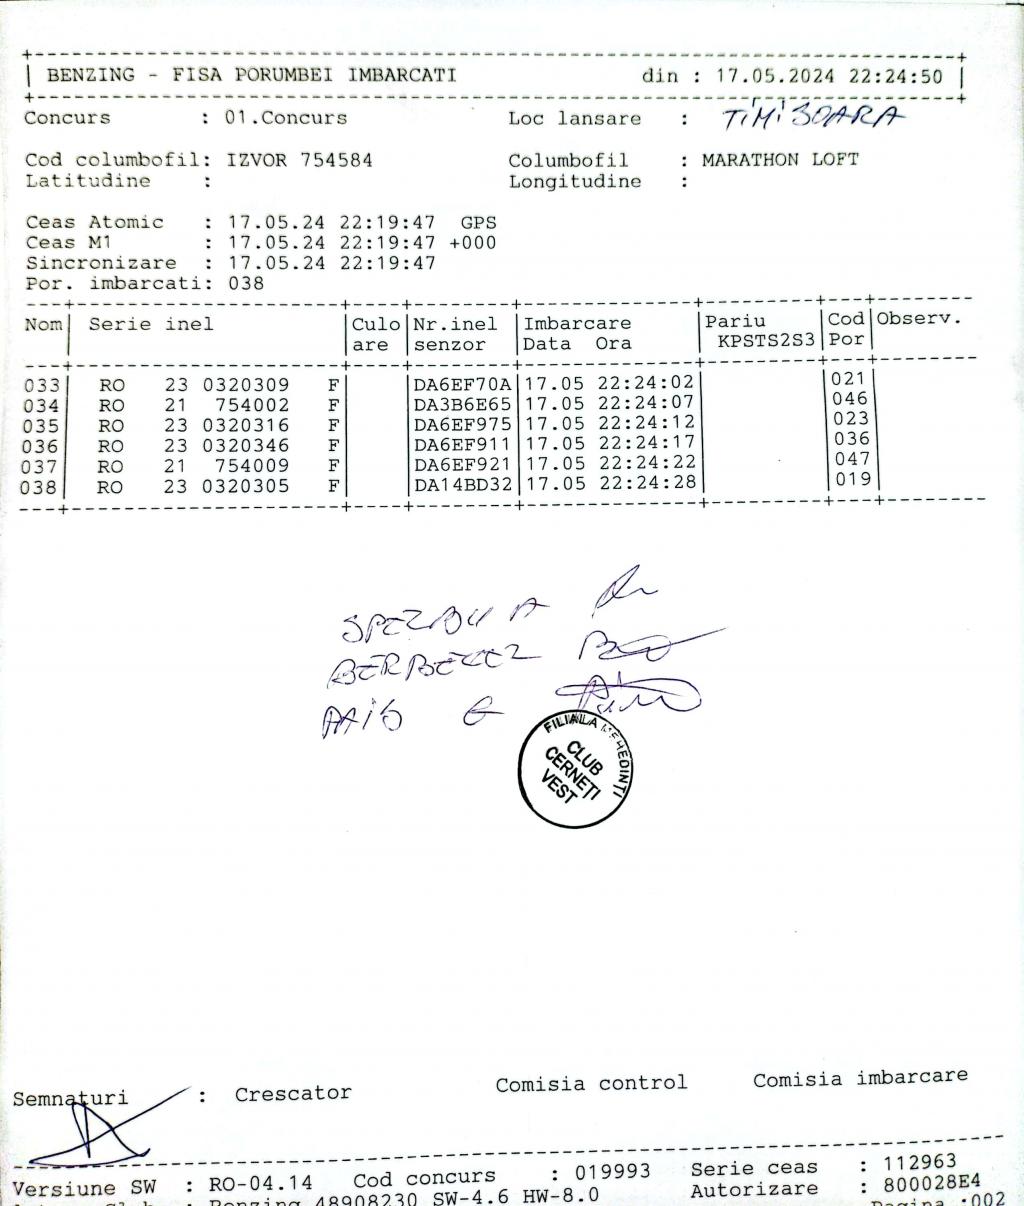 BENZING - FISA PORUMBEI IMBARCATI din : 17.05.2024 22:24:50
Concurs : 01.Concurs Loc lansare : TiMiSOARA
Cod columbofil: IZVOR 754584 Columbofil : MARATHON LOFT
Latitudine : Longitudine :
Ceas Atomic : 17.05.24 22:19:47 GPS
Ceas M1 : 17.05.24 22:19:47 +000
Sincronizare : 17.05.24 22:19:47
Por. imbarcati: 038
Nom Serie inel Culo Nr.inel Imbarcare Pariu Cod Observ.
are senzor Data Ora KPSTS2S3 Por
033 RO 23 0320309 F DA6EF70A 17.05 22:24:02 021
034 RO 21 754002 F DA3B6E65 17.05 22:24:07 046
035 RO 23 0320316 F DA6EF975 17.05 22:24:12 023
036 RO 23 0320346 F DA6EF911 17.05 22:24:17 036
037 RO 21 754009 F DA6EF921 17.05 22:24:22 047
038 RO 23 0320305 F DA14BD32 17.05 22:24:28 019
FILIALA MEHEDINTI
CLUB
CERNEȚI
VEST
Semnaturi : Crescator Comisia control Comisia imbarcare
Versiune SW : RO-04.14 Cod concurs : 019993 Serie ceas : 112963
Benzing 48908230 SW-4.6 HW-8.0 Autorizare : 800028E4
Pagina :002